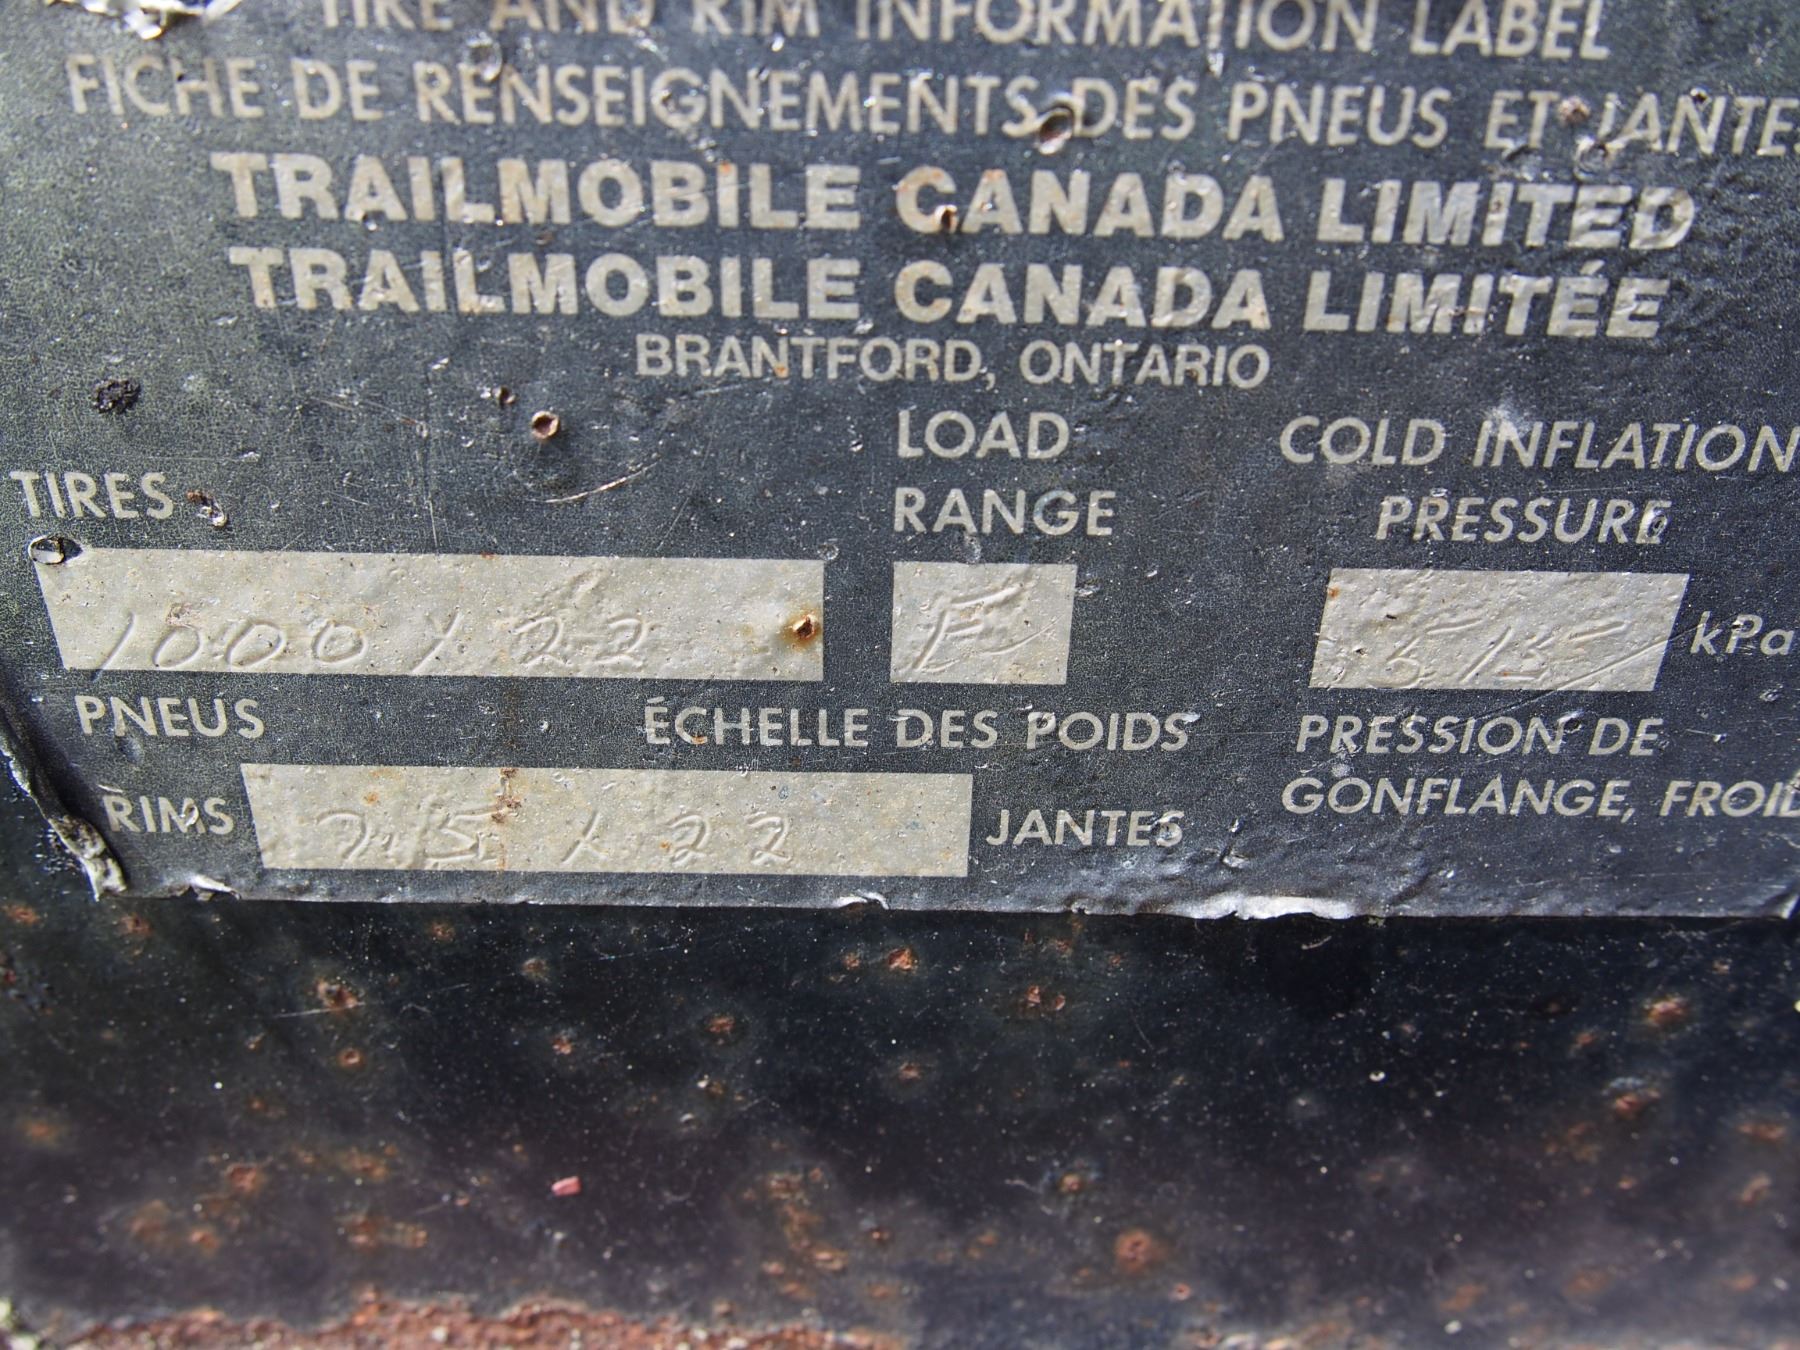 TIRE AND RIM INFORMATION LABEL
FICHE DE RENSEIGNEMENTS DES PNEUS ET JANTES
TRAILMOBILE CANADA LIMITED
TRAILMOBILE CANADA LIMITÉE
BRANTFORD, ONTARIO
LOAD
RANGE
COLD INFLATION
PRESSURE
TIRES
1000 X 22
kPa
PNEUS
ÉCHELLE DES POIDS
PRESSION DE
GONFLANGE, FROID
RIMS
7.5 X 22
JANTES